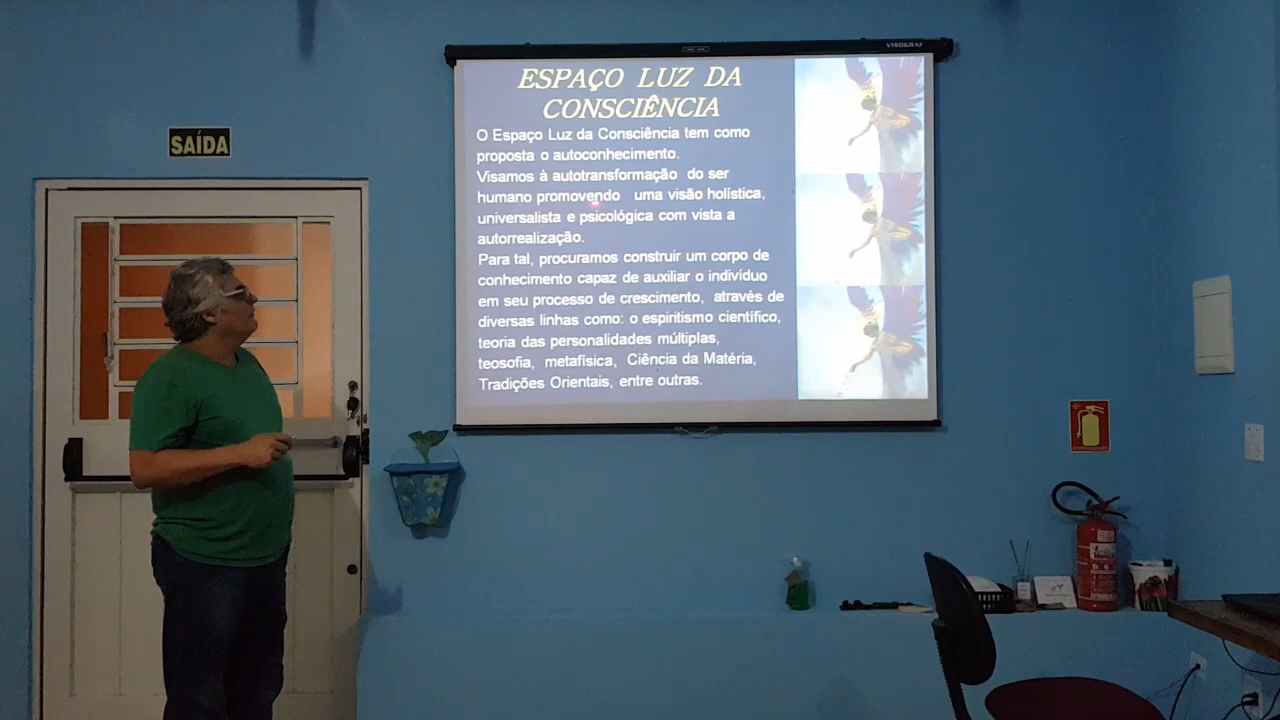 VISOGRAF
ESPAÇO LUZ DA
CONSCIÊNCIA
O Espaço Luz da Consciência tem como
proposta o autoconhecimento.
Visamos à autotransformação do ser
humano promovendo uma visão holística,
universalista e psicológica com vista a
autorrealização.
Para tal, procuramos construir um corpo de
conhecimento capaz de auxiliar o indivíduo
em seu processo de crescimento, através de
diversas linhas como: o espiritismo científico,
teoria das personalidades múltiplas,
teosofia, metafísica, Ciência da Matéria,
Tradições Orientais, entre outras.
SAÍDA